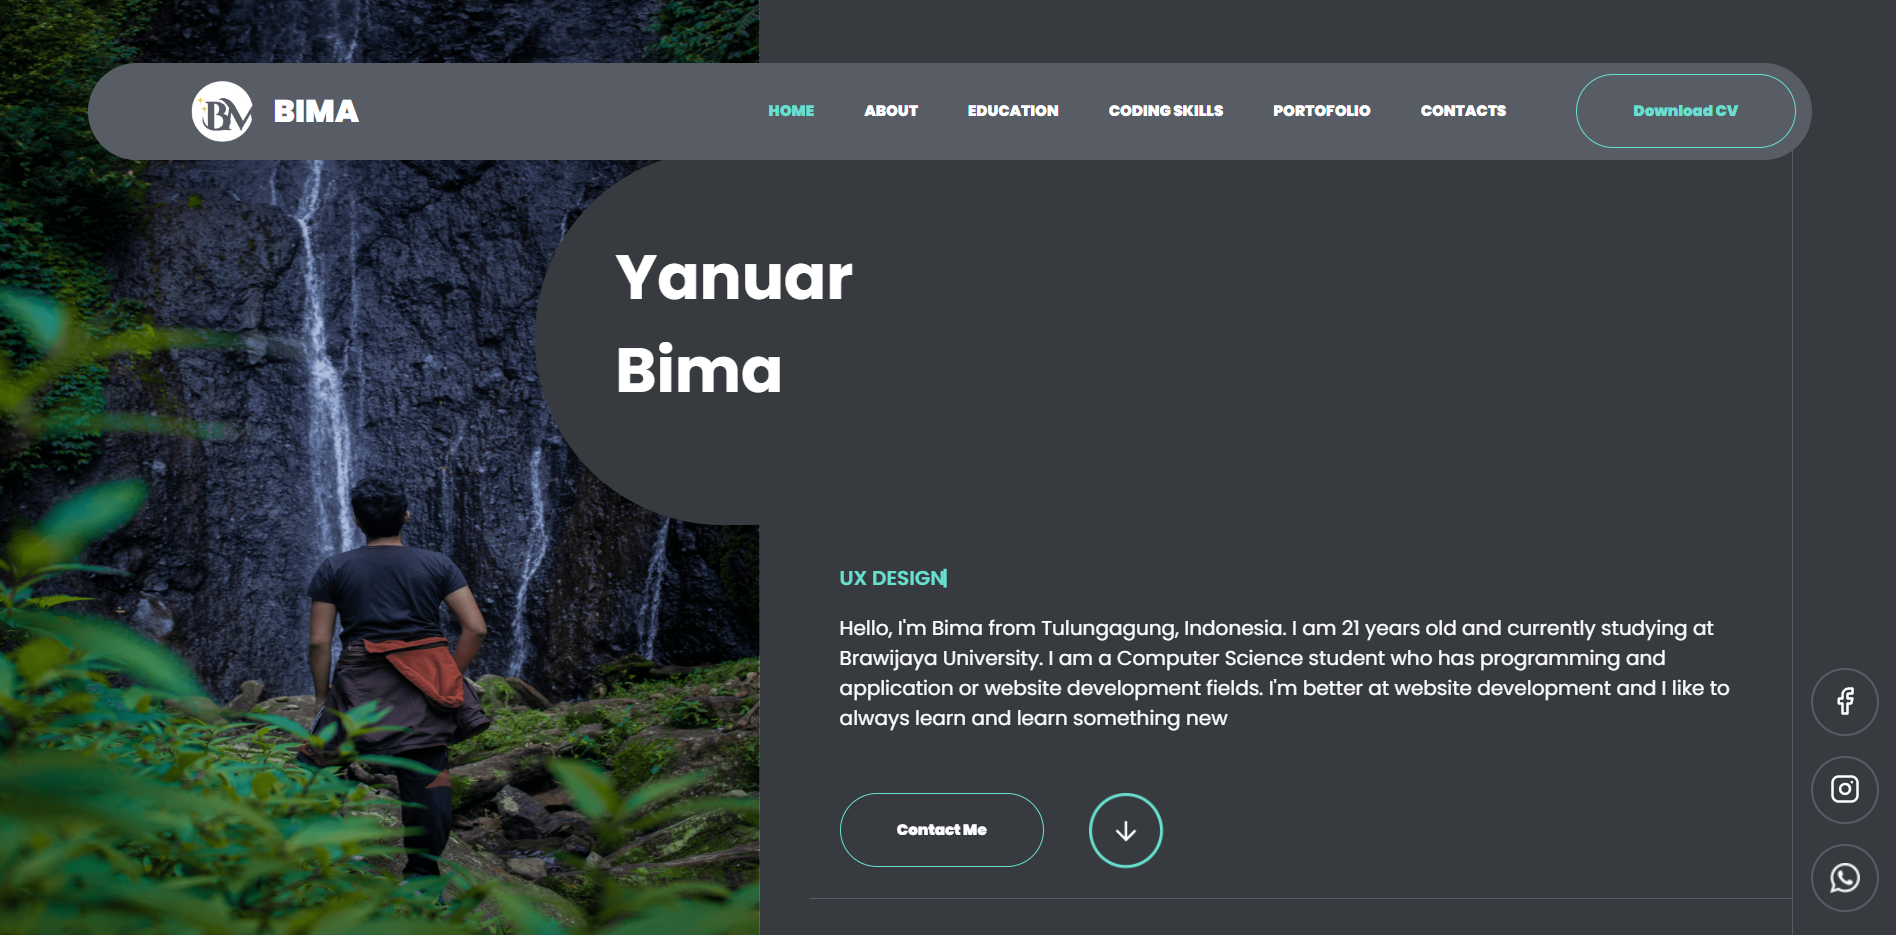 BM BIMA
HOME ABOUT EDUCATION CODING SKILLS PORTOFOLIO CONTACTS Download CV
Yanuar
Bima
UX DESIGN
Hello, I'm Bima from Tulungagung, Indonesia. I am 21 years old and currently studying at
Brawijaya University. I am a Computer Science student who has programming and
application or website development fields. I'm better at website development and I like to
always learn and learn something new
Contact Me